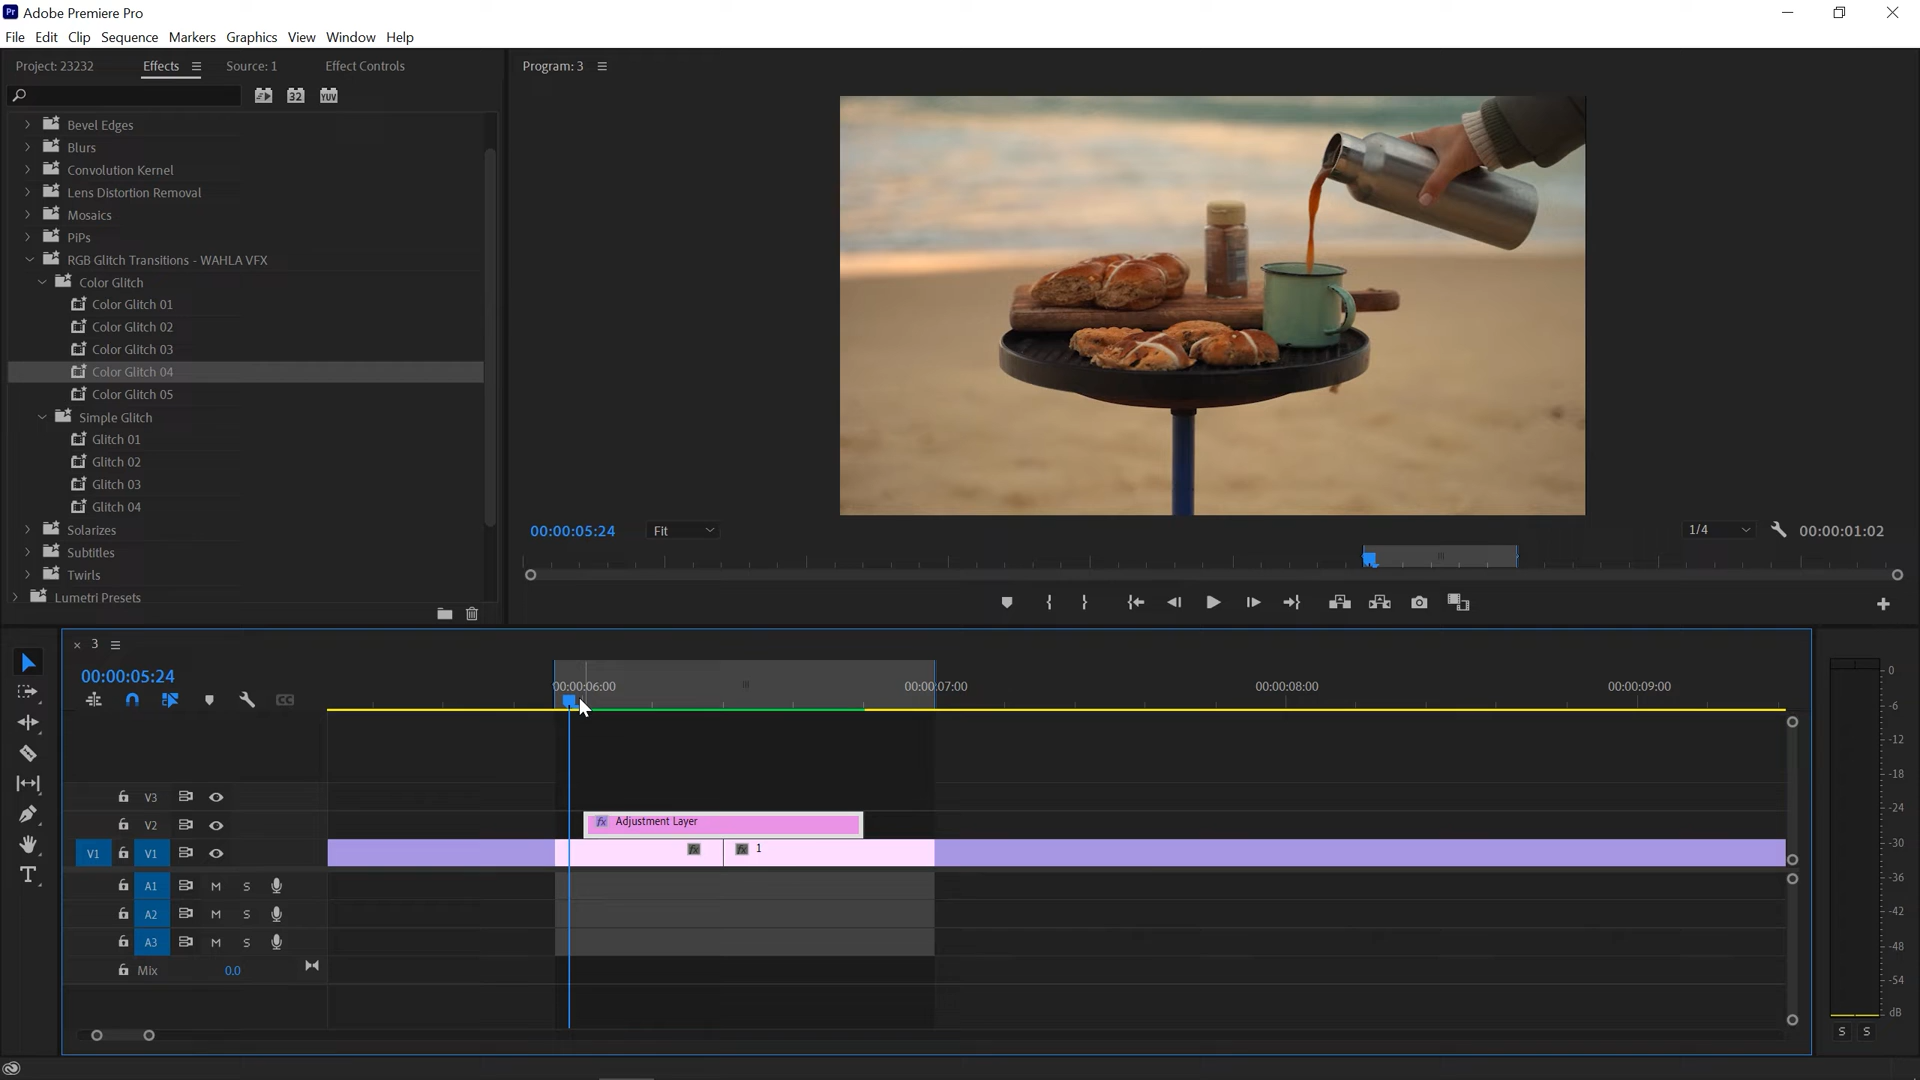 Pr Adobe Premiere Pro
File Edit Clip Sequence Markers Graphics View Window Help
Project: 23232 Effects Source: 1 Effect Controls
Program: 3
32 YUV
Bevel Edges
Blurs
Convolution Kernel
Lens Distortion Removal
Mosaics
PiPs
RGB Glitch Transitions - WAHLA VFX
Color Glitch
Color Glitch 01
Color Glitch 02
Color Glitch 03
Color Glitch 04
Color Glitch 05
Simple Glitch
Glitch 01
Glitch 02
Glitch 03
Glitch 04
Solarizes
Subtitles
Twirls
Lumetri Presets
00:00:05:24 Fit 1/4 00:00:01:02
× 3
00:00:05:24
00:00:06:00 00:00:07:00 00:00:08:00 00:00:09:00
CC
V3
V2 fx Adjustment Layer
V1 V1 fx fx 1
A1 M S
A2 M S
A3 M S
Mix 0.0
T
0
-6
-12
-18
-24
-30
-36
-42
-48
-54
dB
S S